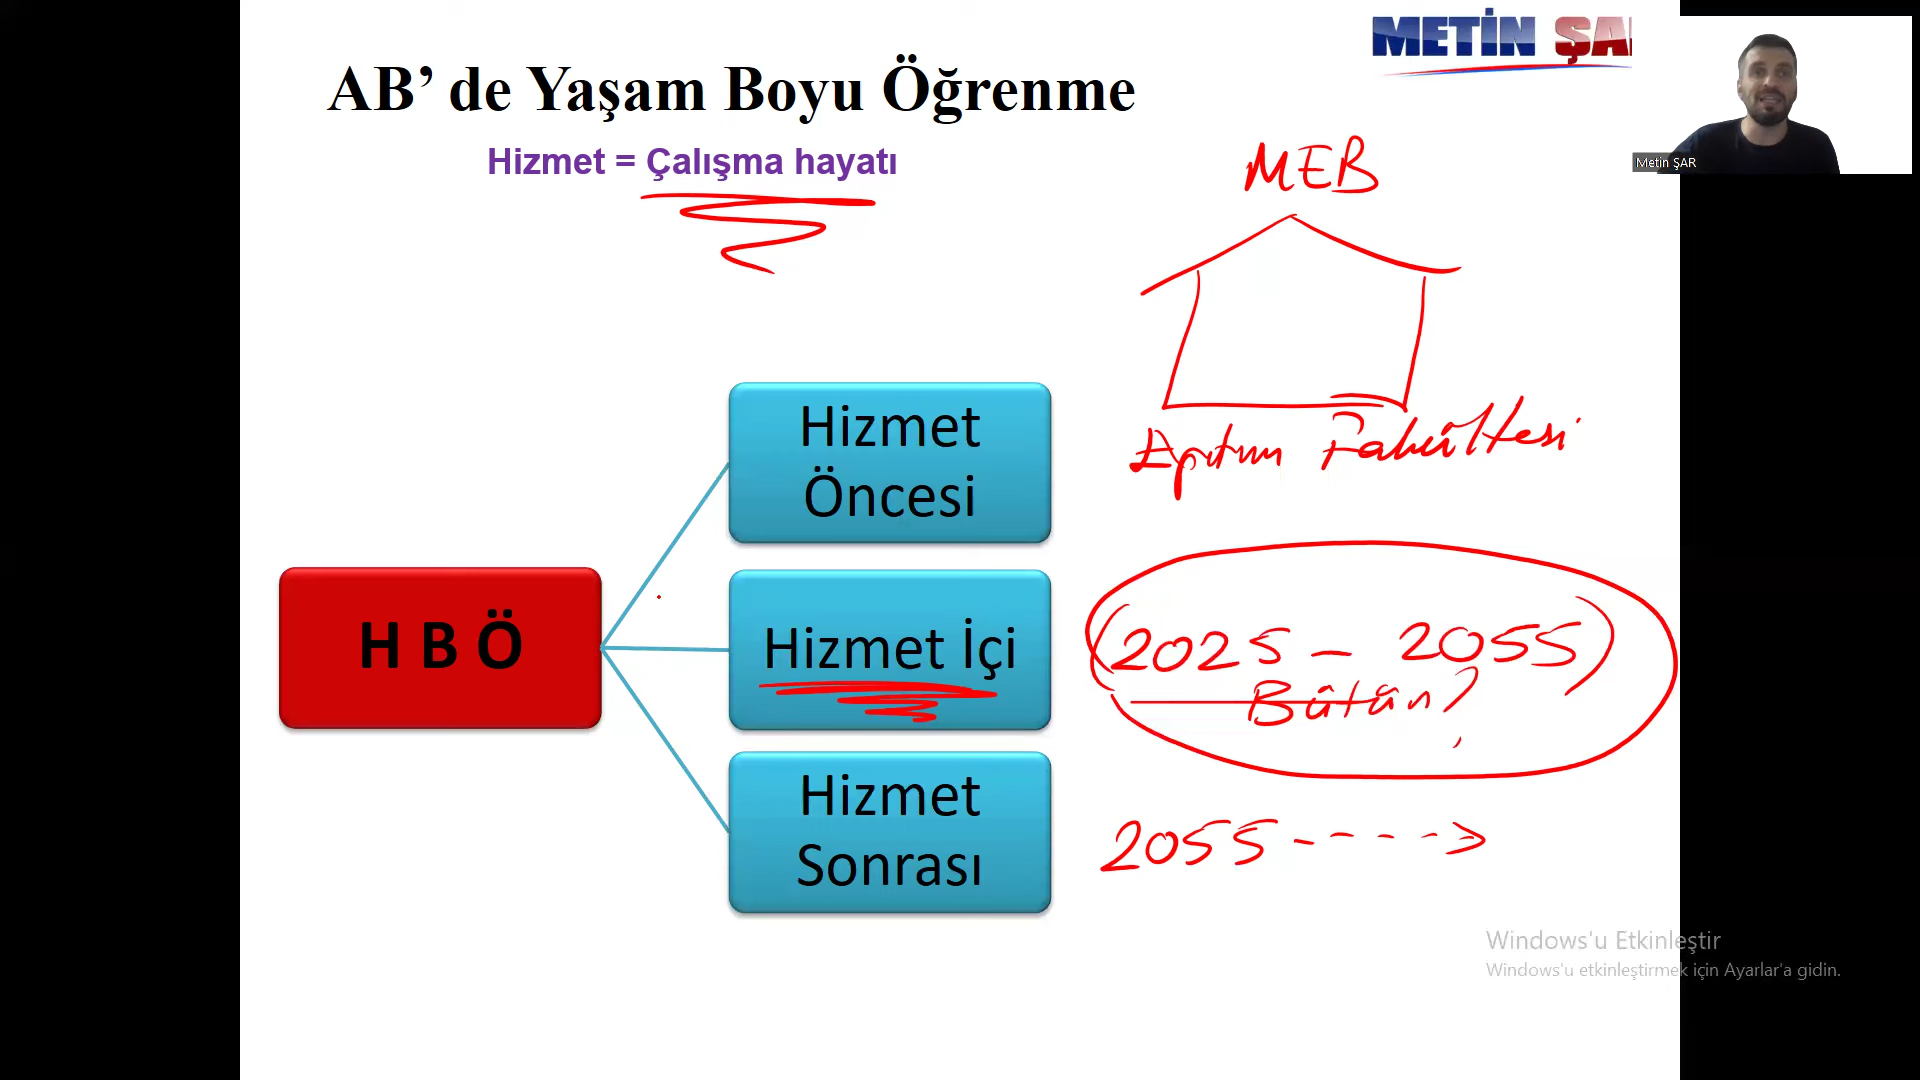 METİN ŞA
AB’ de Yaşam Boyu Öğrenme
Hizmet = Çalışma hayatı
Metin ŞAR
MEB
Hizmet
Öncesi
Eğitim Fakültesi
H B Ö
Hizmet İçi
(2025 - 2055)
Bütün?
Hizmet
Sonrası
2055 ---->
Windows'u Etkinleştir
Windows'u etkinleştirmek için Ayarlar'a gidin.